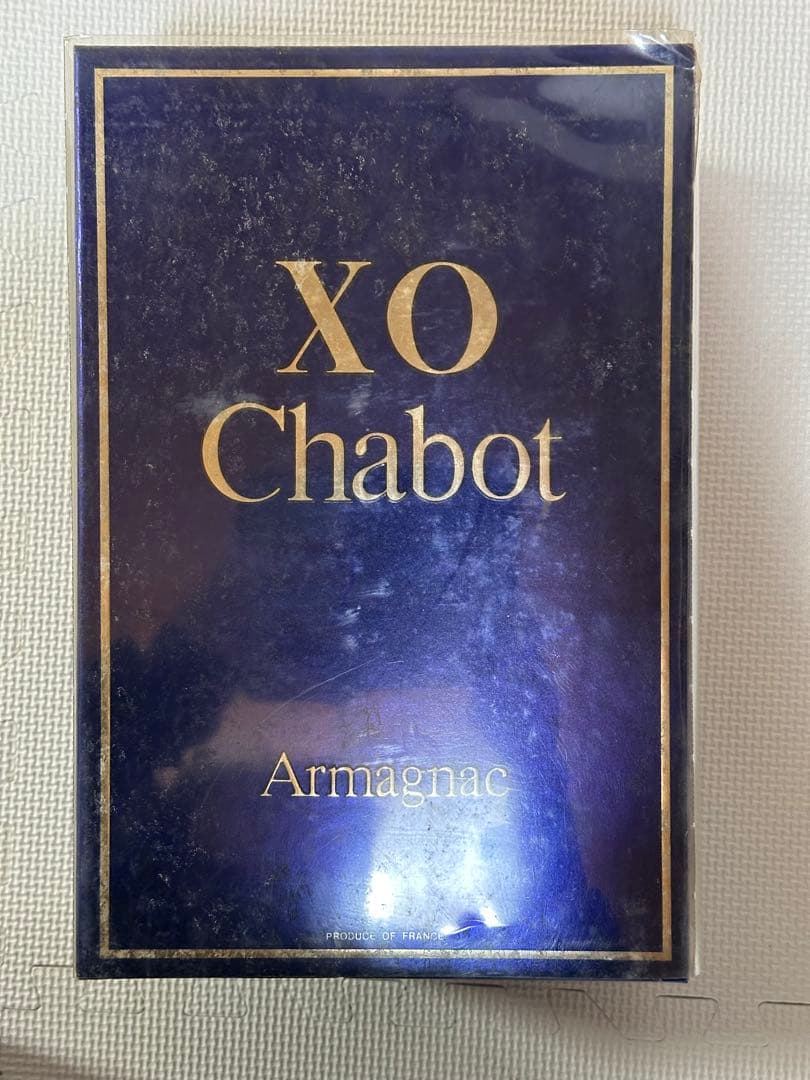 XO
Chabot
Armagnac
PRODUCE OF FRANCE